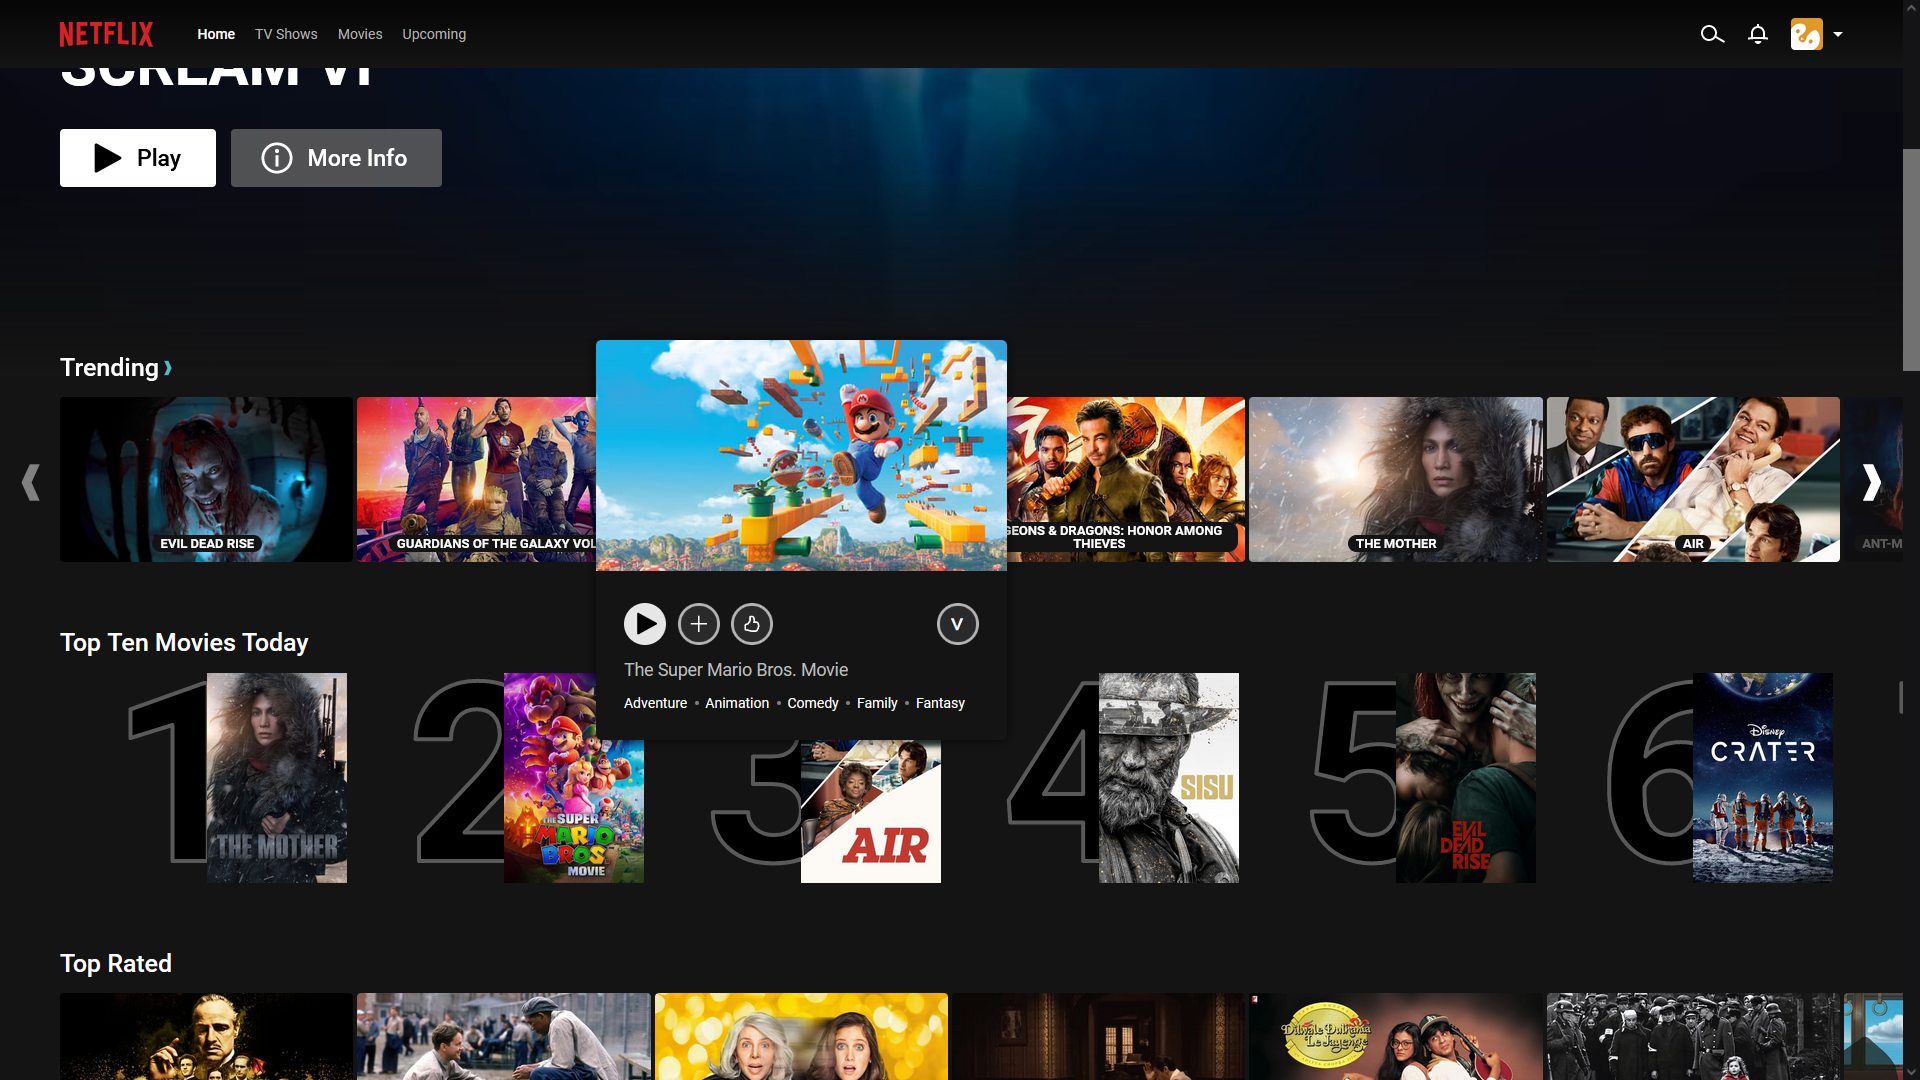 NETFLIX
Home
TV Shows
Movies
Upcoming
SCREAM VI
Play
More Info
Trending
EVIL DEAD RISE
GUARDIANS OF THE GALAXY VOL
GEONS & DRAGONS: HONOR AMONG
THIEVES
THE MOTHER
AIR
ANT-M
V
The Super Mario Bros. Movie
Adventure • Animation • Comedy • Family • Fantasy
Top Ten Movies Today
1
THE MOTHER
2
THE SUPER
MARIO
BROS.
MOVIE
3
AIR
4
SISU
5
EVIL
DEAD
RISE
6
Disney
CRATER
Top Rated
Dilwale Dulhania
Le Jayenge